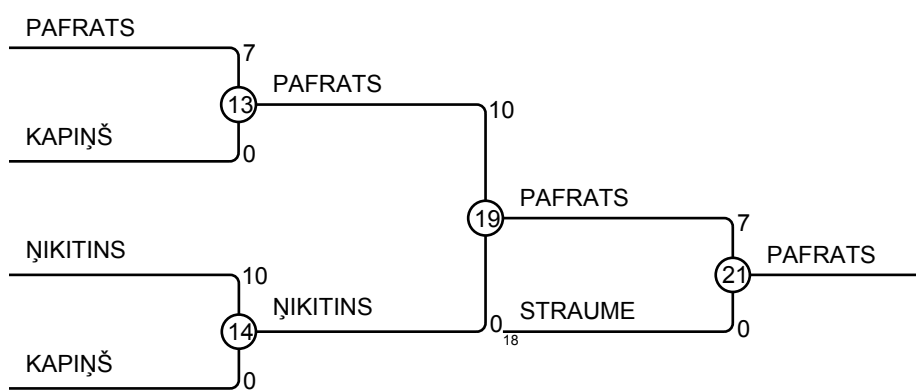 PAFRATS
7
13
PAFRATS
10
KAPIŅŠ
0
19
PAFRATS
7
ŅIKITINS
10
21
PAFRATS
14
ŅIKITINS
0
18
STRAUME
0
KAPIŅŠ
0